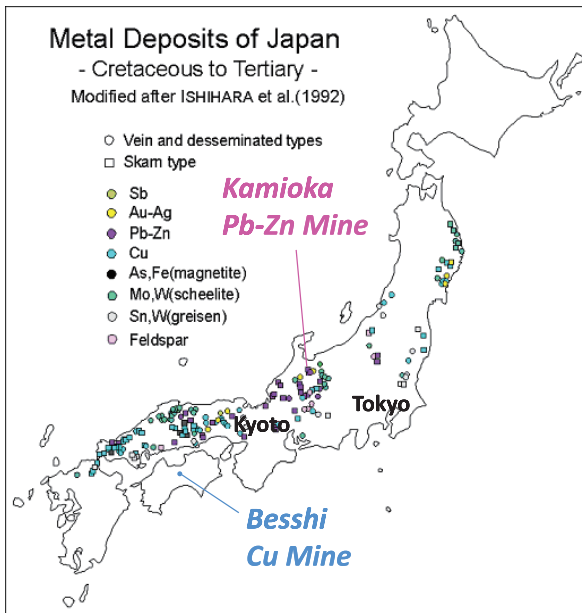 Metal Deposits of Japan
- Cretaceous to Tertiary -
Modified after ISHIHARA et al.(1992)
Vein and desseminated types
Skarn type
Sb
Au-Ag
Pb-Zn
Cu
As,Fe(magnetite)
Mo,W(scheelite)
Sn,W(greisen)
Feldspar
Kamioka
Pb-Zn Mine
Tokyo
Kyoto
Besshi
Cu Mine